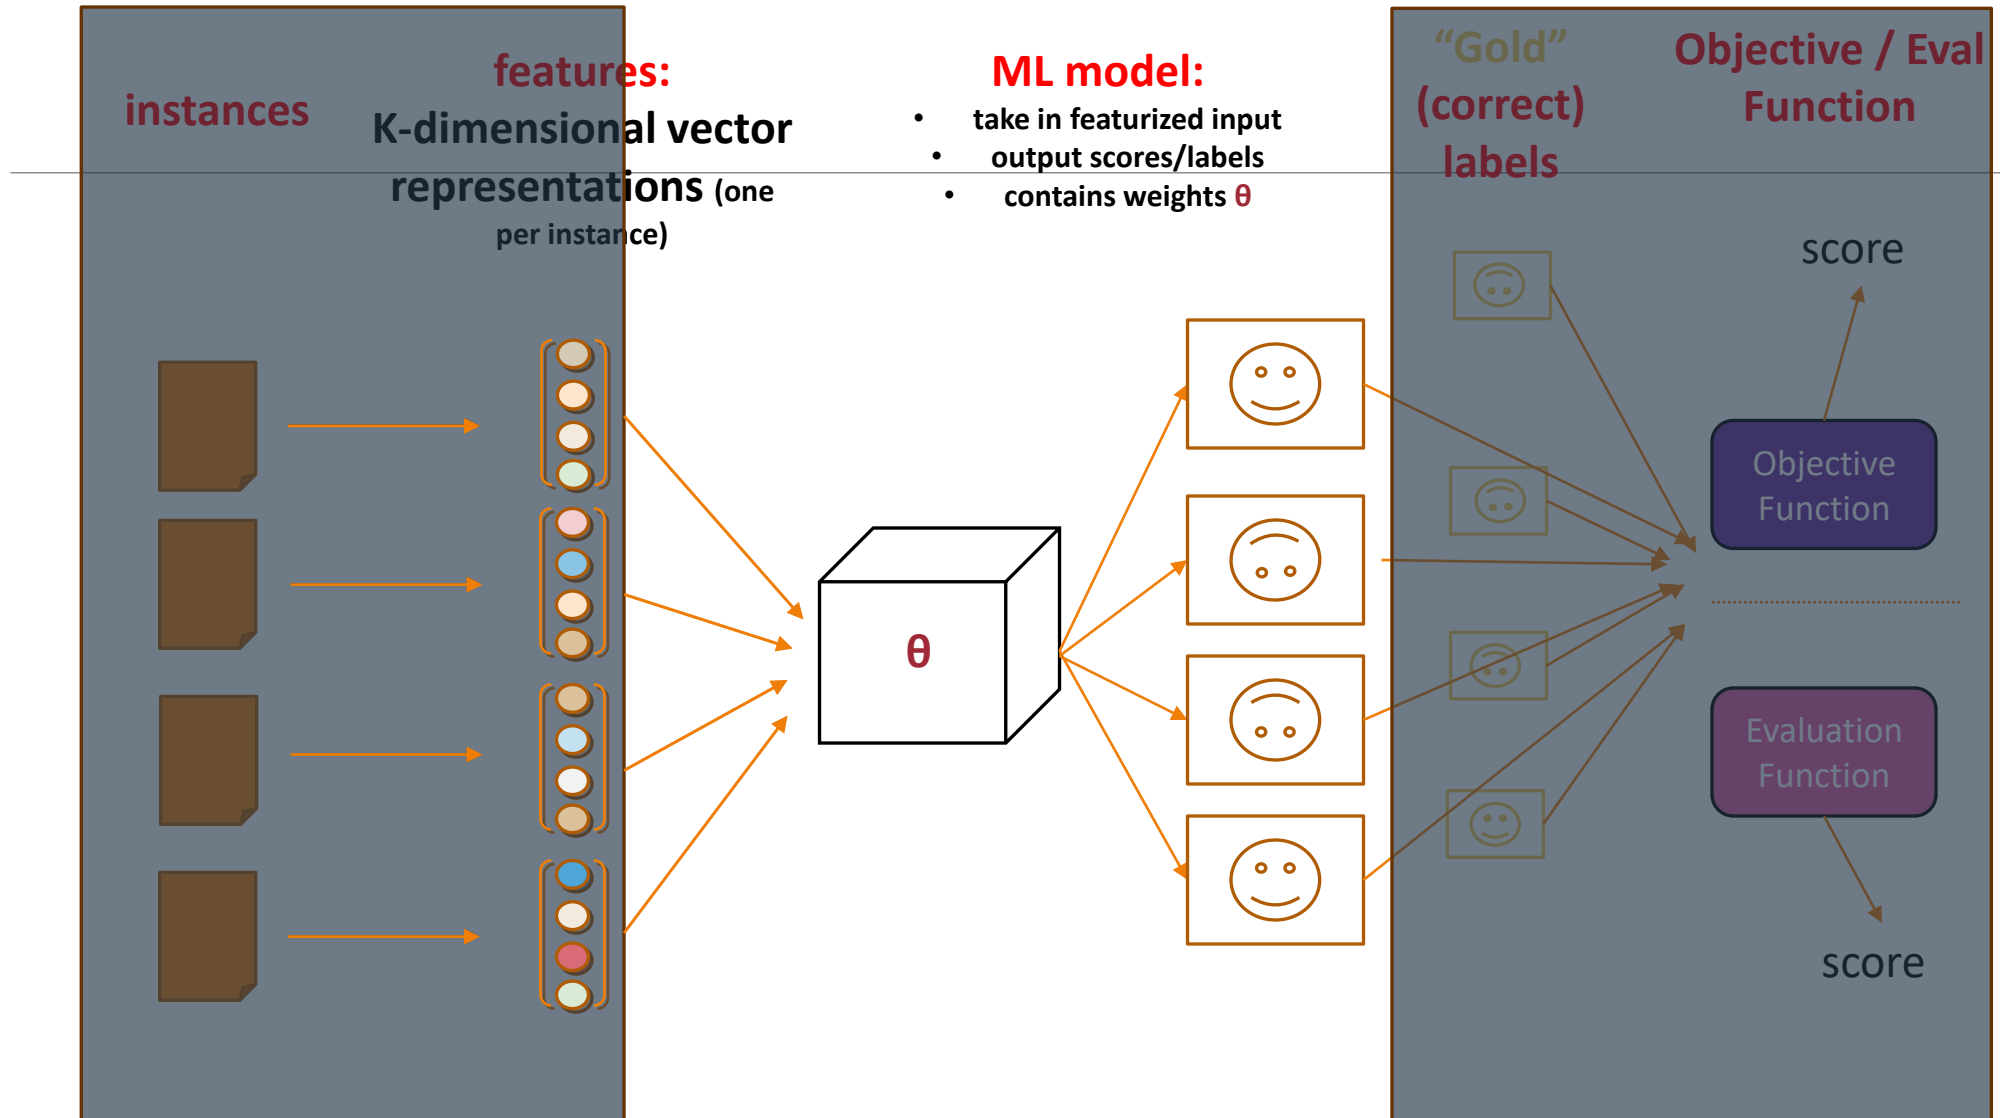 instances
features:
K-dimensional vector
representations (one
per instance)
ML model:
• take in featurized input
• output scores/labels
• contains weights θ
“Gold”
(correct)
labels
Objective / Eval
Function
score
Objective
Function
θ
Evaluation
Function
score